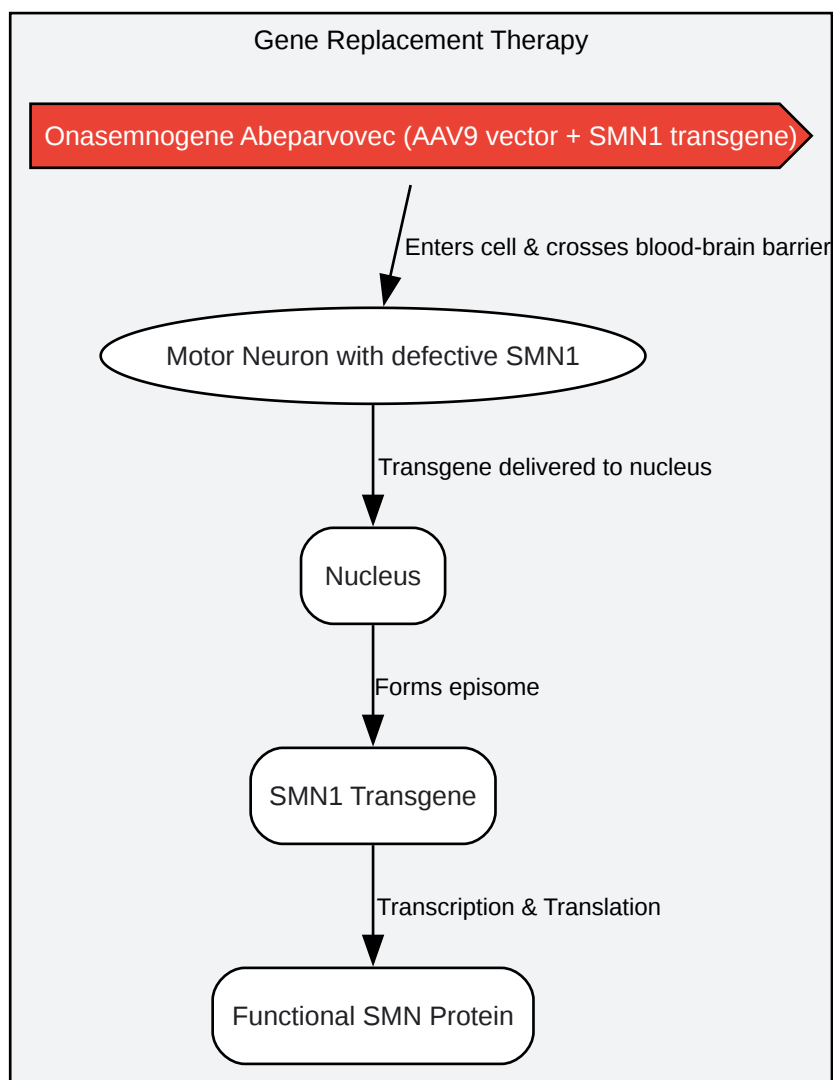 Gene Replacement Therapy
Onasemnogene Abeparvovec (AAV9 vector + SMN1 transgene)
Enters cell & crosses blood-brain barrier
Motor Neuron with defective SMN1
Transgene delivered to nucleus
Nucleus
Forms episome
SMN1 Transgene
Transcription & Translation
Functional SMN Protein